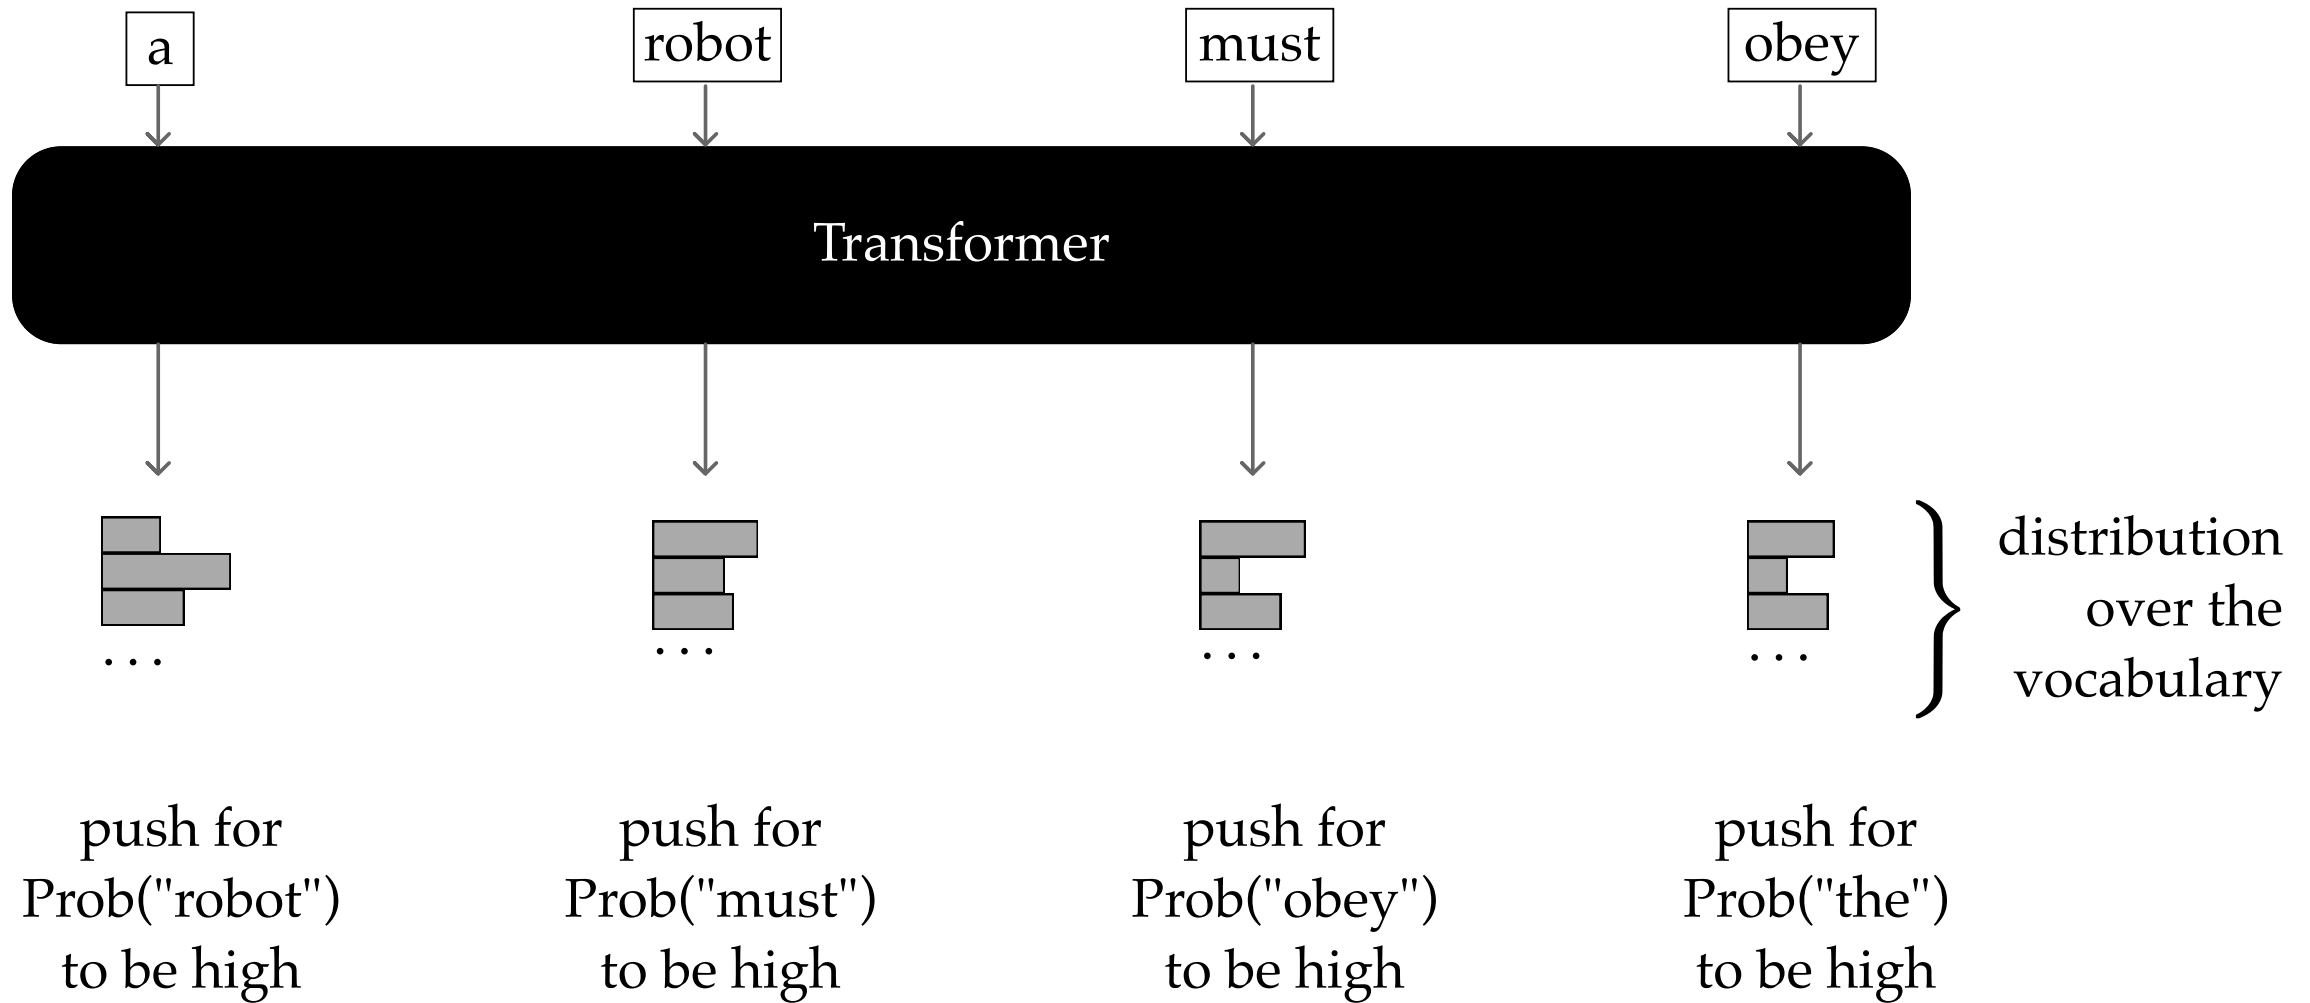 a
robot
must
obey
Transformer
. . .
. . .
. . .
. . .
distribution
over the
vocabulary
push for
Prob("robot")
to be high
push for
Prob("must")
to be high
push for
Prob("obey")
to be high
push for
Prob("the")
to be high